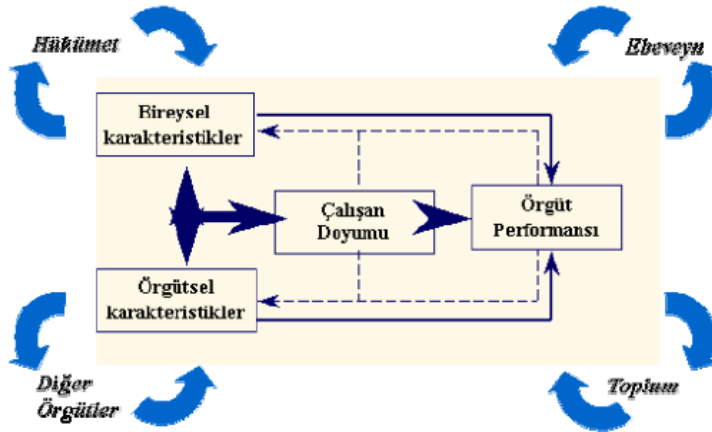 Hükümet
Ebeveyn
Bireysel
karakteristikler
Çalışan
Doyumu
Örgüt
Performansı
Örgütsel
karakteristikler
Diğer
Örgütler
Toplum